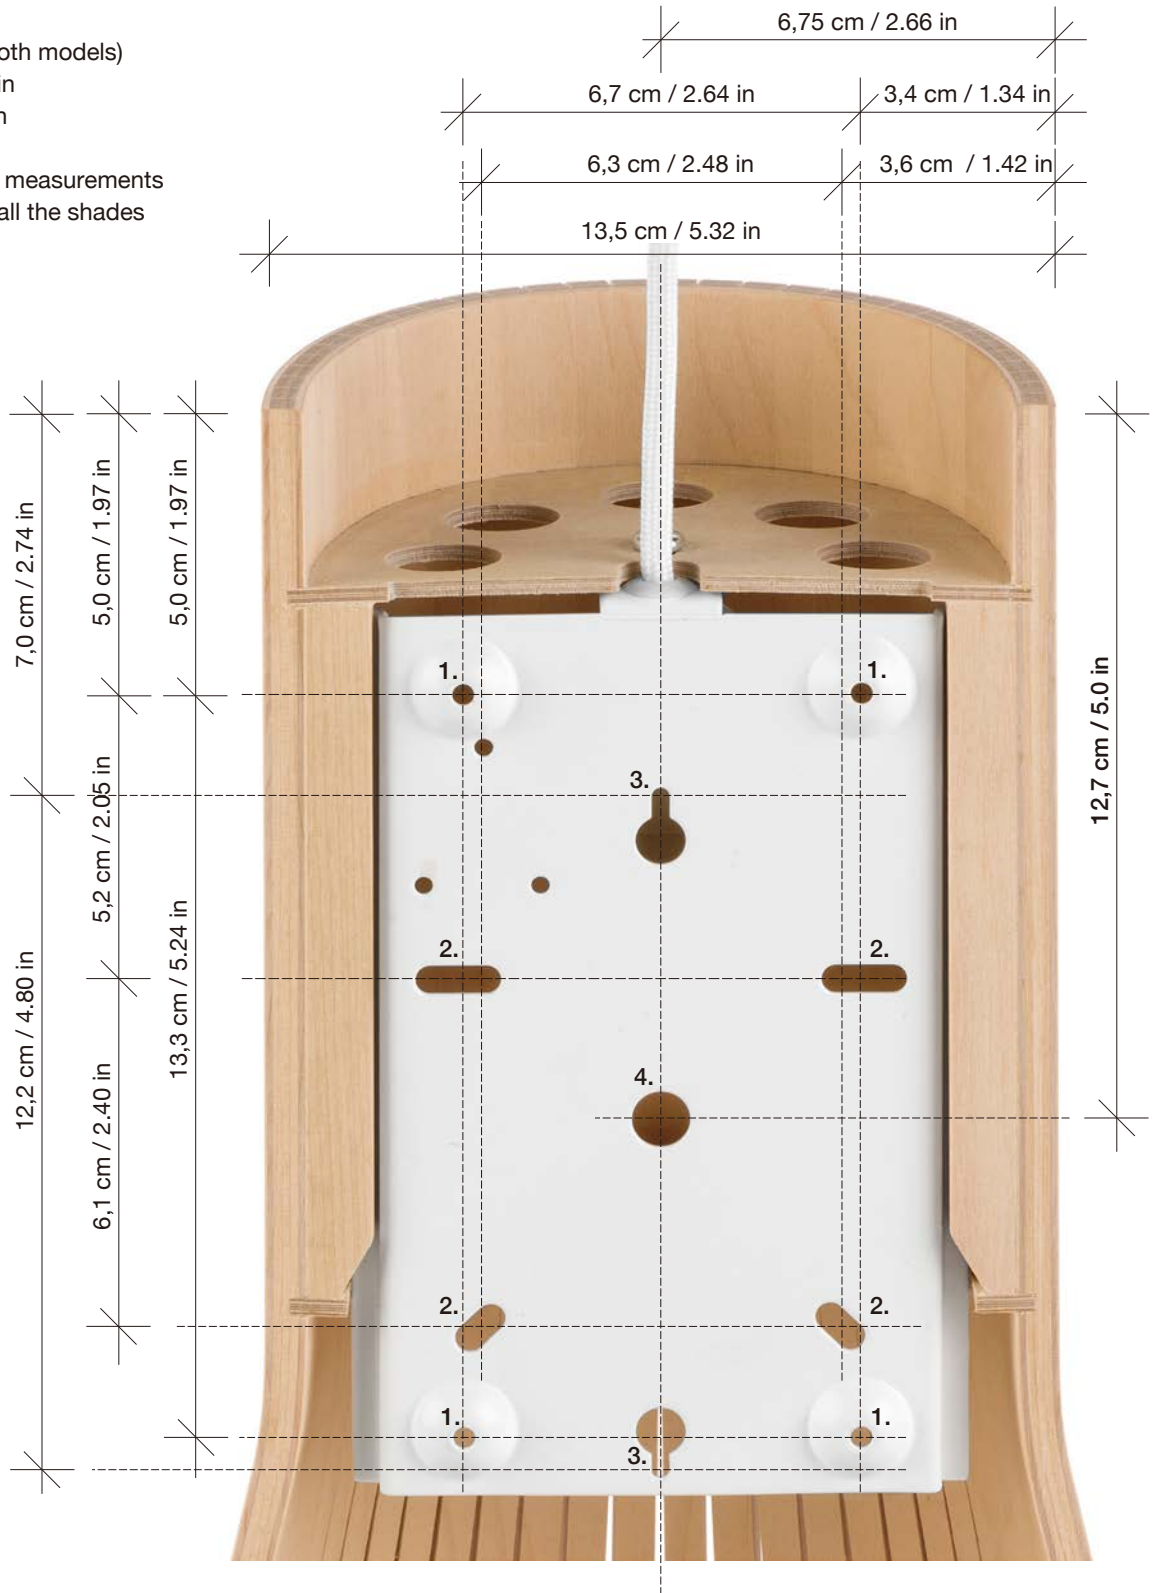 6,75 cm / 2.66 in
oth models)
in
6,7 cm / 2.64 in
3,4 cm / 1.34 in
measurements
6,3 cm / 2.48 in
3,6 cm / 1.42 in
all the shades
13,5 cm / 5.32 in
7,0 cm / 2.74 in
5,0 cm / 1.97 in
5,0 cm / 1.97 in
1.
1.
12,7 cm / 5.0 in
3.
5,2 cm / 2.05 in
2.
2.
12,2 cm / 4.80 in
13,3 cm / 5.24 in
4.
6,1 cm / 2.40 in
2.
2.
1.
1.
3.